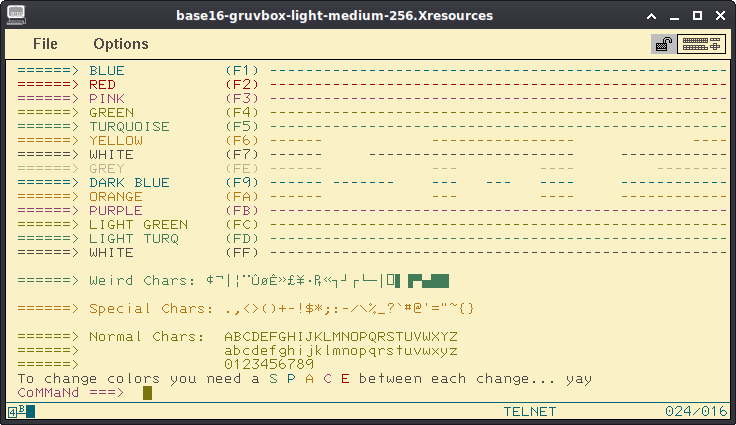 base16-gruvbox-light-medium-256.Xresources
File Options
======> BLUE (F1) ----------------------------------------------------
======> RED (F2) ----------------------------------------------------
======> PINK (F3) ----------------------------------------------------
======> GREEN (F4) ----------------------------------------------------
======> TURQUOISE (F5) ----------------------------------------------------
======> YELLOW (F6) ------ ---------------- ----
======> WHITE (F7) ------ ---------------------- ------------
======> GREY (FE) ------
======> DARK BLUE (F9) ------ ------- --- --- ---- ------------
======> ORANGE (FA) ------ ---------------- ----
======> PURPLE (FB) ----------------------------------------------------
======> LIGHT GREEN (FC) ----------------------------------------------------
======> LIGHT TURQ (FD) ----------------------------------------------------
======> WHITE (FF) ----------------------------------------------------
======> Weird Chars: ¢¬|¦¨ÛøÊ»£¥·₧«┐┘┌└─│
======> Special Chars: .,<>()+-!$*;:-/\%_?`#@'="~{}
======> Normal Chars: ABCDEFGHIJKLMNOPQRSTUVWXYZ
======> abcdefghijklmnopqrstuvwxyz
======> 0123456789
To change colors you need a S P A C E between each change... yay
CoMMaNd ===>
4B TELNET 024/016